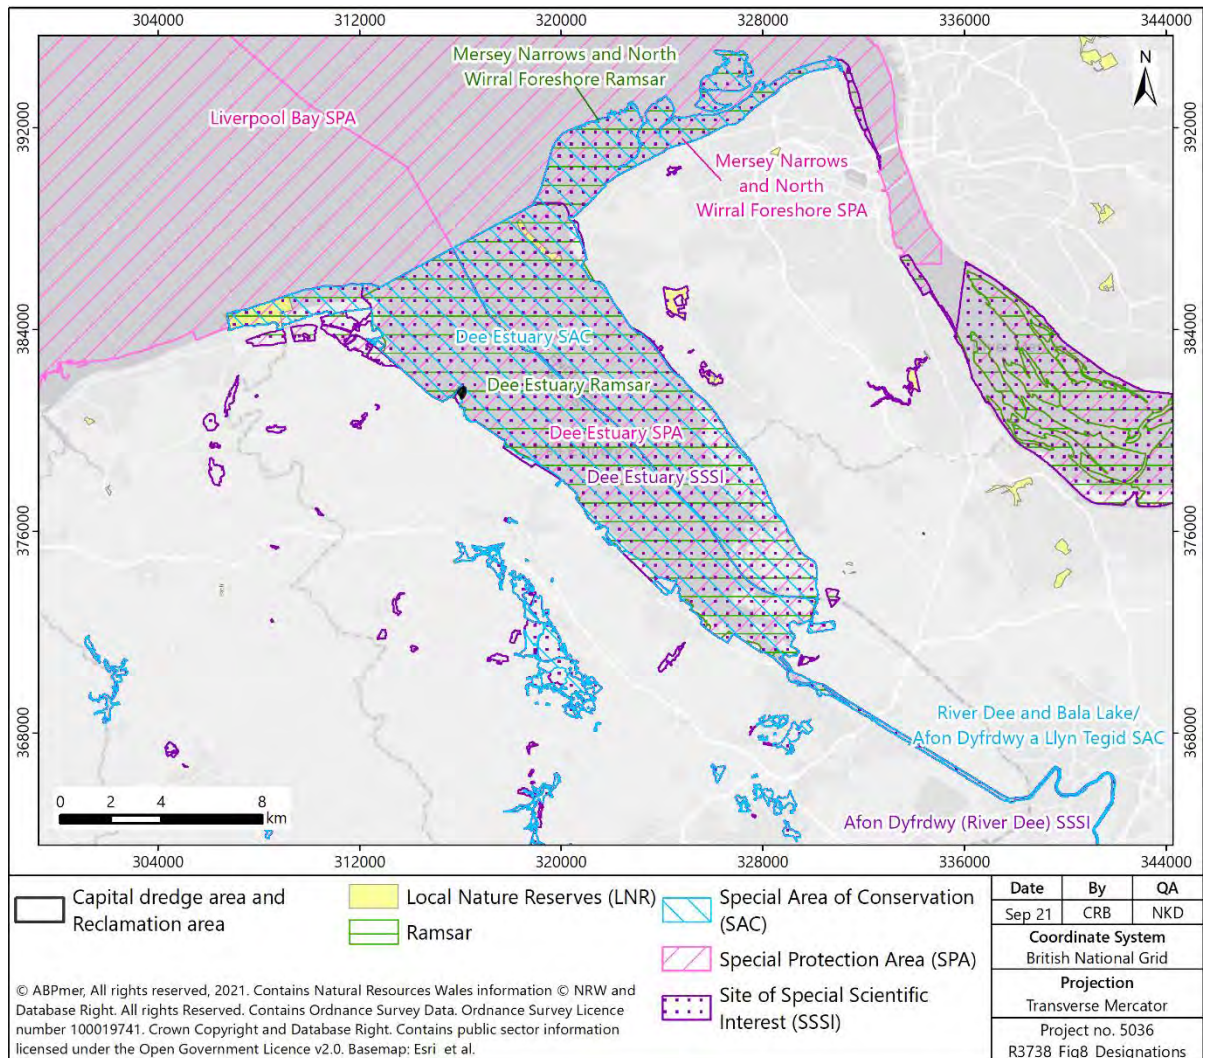 304000
312000
320000
328000
336000
344000
Mersey Narrows and North
Wirral Foreshore Ramsar
N
Liverpool Bay SPA
392000
392000
Mersey Narrows
and North
Wirral Foreshore SPA
384000
384000
Dee Estuary SAC
Dee Estuary Ramsar
Dee Estuary SPA
Dee Estuary SSSI
376000
376000
River Dee and Bala Lake/
Afon Dyfrdwy a Llyn Tegid SAC
368000
368000
0 2 4 8
km
Afon Dyfrdwy (River Dee) SSSI
304000
312000
320000
328000
336000
344000
Capital dredge area and
Reclamation area
Local Nature Reserves (LNR)
Ramsar
Special Area of Conservation
(SAC)
Special Protection Area (SPA)
Site of Special Scientific
Interest (SSSI)
Date By QA
Sep 21 CRB NKD
Coordinate System
British National Grid
Projection
Transverse Mercator
Project no. 5036
R3738_Fig8_Designations
© ABPmer, All rights reserved, 2021. Contains Natural Resources Wales information © NRW and
Database Right. All rights Reserved. Contains Ordnance Survey Data. Ordnance Survey Licence
number 100019741. Crown Copyright and Database Right. Contains public sector information
licensed under the Open Government Licence v2.0. Basemap: Esri et al.